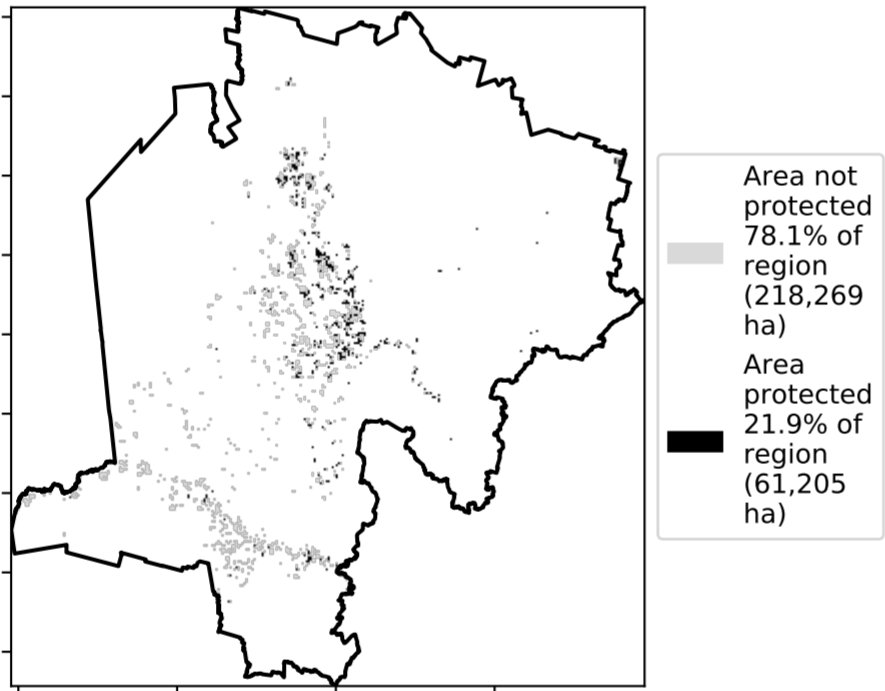 Area not
protected
78.1% of
region
(218,269
ha)
Area
protected
21.9% of
region
(61,205
ha)